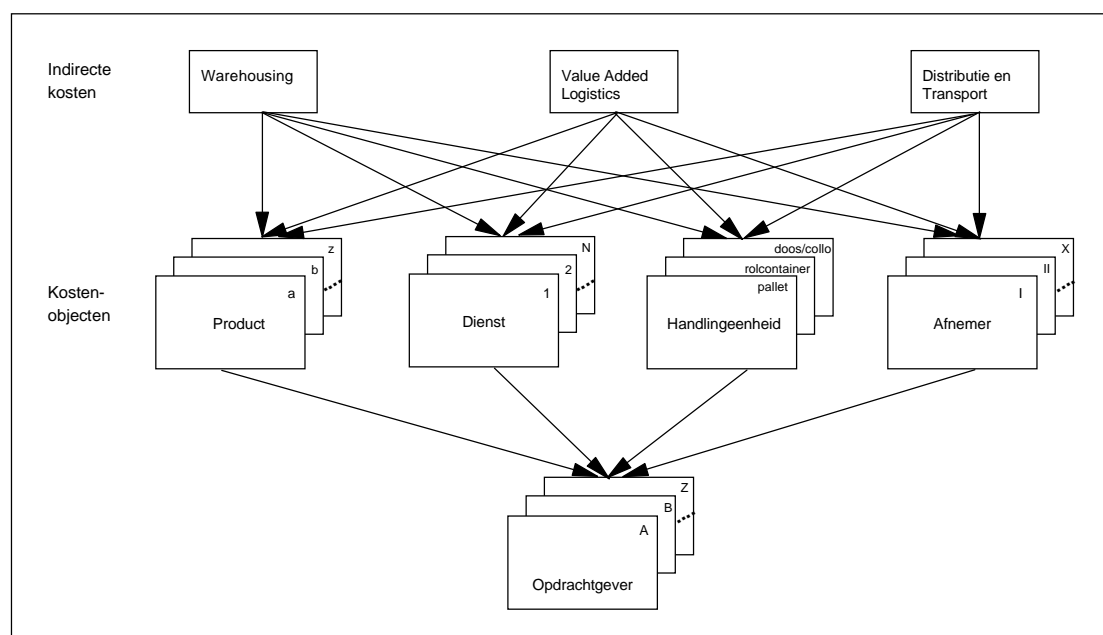 Indirecte
kosten
Warehousing
Value Added
Logistics
Distributie en
Transport
Kosten-
objecten
z
b
a
Product
N
2
1
Dienst
doos/collo
rolcontainer
pallet
Handlingeenheid
X
II
I
Afnemer
Z
B
A
Opdrachtgever